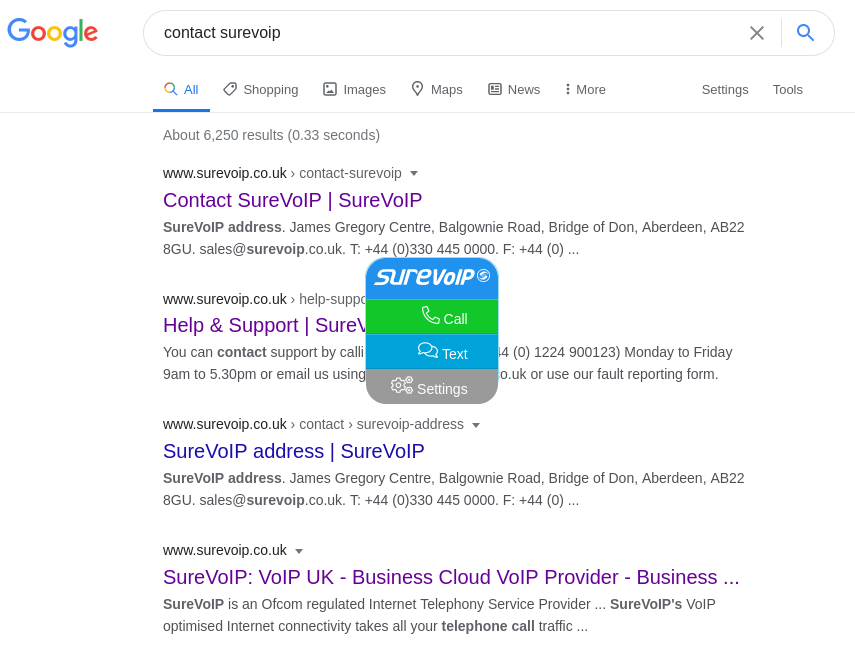 Google
contact surevoip
All Shopping Images Maps News More Settings Tools
About 6,250 results (0.33 seconds)
www.surevoip.co.uk › contact-surevoip
Contact SureVoIP | SureVoIP
SureVoIP address. James Gregory Centre, Balgownie Road, Bridge of Don, Aberdeen, AB22
8GU. sales@surevoip.co.uk. T: +44 (0)330 445 0000. F: +44 (0) ...
SUREVoIP
Call
Text
Settings
www.surevoip.co.uk ›
Help & Support |
You can contact support by (0) 1224 900123) Monday to Friday
9am to 5.30pm or email us using .uk or use our fault reporting form.
www.surevoip.co.uk › contact › surevoip-address
SureVoIP address | SureVoIP
SureVoIP address. James Gregory Centre, Balgownie Road, Bridge of Don, Aberdeen, AB22
8GU. sales@surevoip.co.uk. T: +44 (0)330 445 0000. F: +44 (0) ...
www.surevoip.co.uk
SureVoIP: VoIP UK - Business Cloud VoIP Provider - Business ...
SureVoIP is an Ofcom regulated Internet Telephony Service Provider ... SureVoIP's VoIP
optimised Internet connectivity takes all your telephone call traffic ...